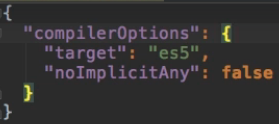 {
"compilerOptions": {
"target": "es5",
"noImplicitAny": false
}
}